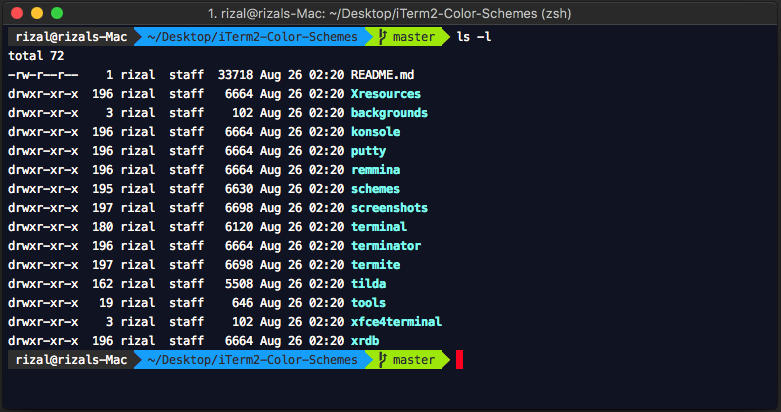 1. rizal@rizals-Mac: ~/Desktop/iTerm2-Color-Schemes (zsh)
rizal@rizals-Mac ~/Desktop/iTerm2-Color-Schemes master ls -l
total 72
-rw-r--r-- 1 rizal staff 33718 Aug 26 02:20 README.md
drwxr-xr-x 196 rizal staff 6664 Aug 26 02:20 Xresources
drwxr-xr-x 3 rizal staff 102 Aug 26 02:20 backgrounds
drwxr-xr-x 196 rizal staff 6664 Aug 26 02:20 konsole
drwxr-xr-x 196 rizal staff 6664 Aug 26 02:20 putty
drwxr-xr-x 196 rizal staff 6664 Aug 26 02:20 remmina
drwxr-xr-x 195 rizal staff 6630 Aug 26 02:20 schemes
drwxr-xr-x 197 rizal staff 6698 Aug 26 02:20 screenshots
drwxr-xr-x 180 rizal staff 6120 Aug 26 02:20 terminal
drwxr-xr-x 196 rizal staff 6664 Aug 26 02:20 terminator
drwxr-xr-x 197 rizal staff 6698 Aug 26 02:20 termite
drwxr-xr-x 162 rizal staff 5508 Aug 26 02:20 tilda
drwxr-xr-x 19 rizal staff 646 Aug 26 02:20 tools
drwxr-xr-x 3 rizal staff 102 Aug 26 02:20 xfce4terminal
drwxr-xr-x 196 rizal staff 6664 Aug 26 02:20 xrdb
rizal@rizals-Mac ~/Desktop/iTerm2-Color-Schemes master